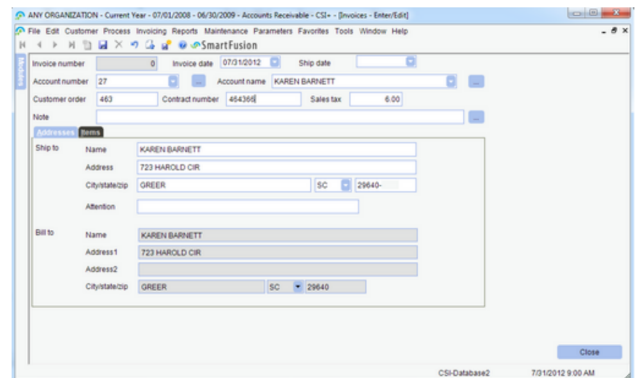 ANY ORGANIZATION - Current Year - 07/01/2008 - 06/30/2009 - Accounts Receivable - CSI+ - [Invoices - Enter/Edit]
File Edit Customer Process Invoicing Reports Maintenance Parameters Favorites Tools Window Help
SmartFusion
Modules
Invoice number 0 Invoice date 07/31/2012 Ship date
Account number 27 ... Account name KAREN BARNETT ...
Customer order 463 Contract number 464366 Sales tax 6.00
Note ...
Addresses Items
Ship to Name KAREN BARNETT
Address 723 HAROLD CIR
City/state/zip GREER SC 29640-
Attention
Bill to Name KAREN BARNETT
Address1 723 HAROLD CIR
Address2
City/state/zip GREER SC 29640
Close
CSI-Database2 7/31/2012 9:00 AM